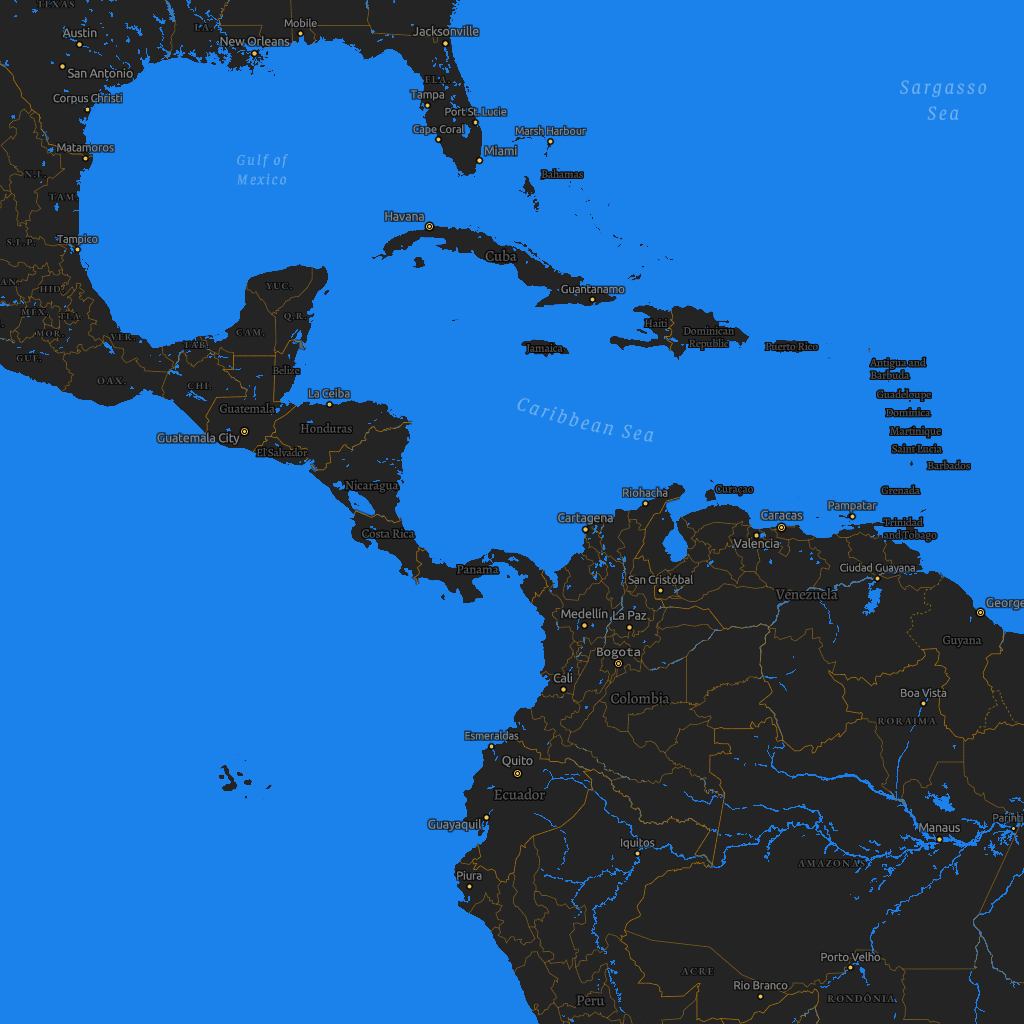 TEXAS
Austin
San Antonio
Corpus Christi
Matamoros
LA.
New Orleans
Mobile
Jacksonville
Tampa
Port St. Lucie
Cape Coral
Miami
Marsh Harbour
Bahamas
Sargasso
Sea
Gulf of
Mexico
N.L.
TAM.
S.L.P.
Tampico
HID.
MÉX.
TLA.
MOR.
GUE.
VER.
OAX.
TAB.
CHI.
CAM.
YUC.
Q.R.
Havana
Cuba
Guantanamo
Haiti
Dominican
Republic
Jamaica
Puerto Rico
Antigua and
Barbuda
Guadeloupe
Dominica
Martinique
Saint Lucia
Barbados
Grenada
Trinidad
and Tobago
Belize
La Ceiba
Guatemala
Guatemala City
Honduras
El Salvador
Nicaragua
Costa Rica
Panama
Caribbean Sea
Riohacha
Curaçao
Cartagena
Caracas
Pampatar
Valencia
San Cristóbal
Ciudad Guayana
Venezuela
George
Guyana
Medellín
La Paz
Bogota
Cali
Colombia
Boa Vista
RORAIMA
Esmeraldas
Quito
Ecuador
Guayaquil
Iquitos
Manaus
Parinti
AMAZONAS
Piura
Porto Velho
ACRE
Rio Branco
RONDÔNIA
Peru